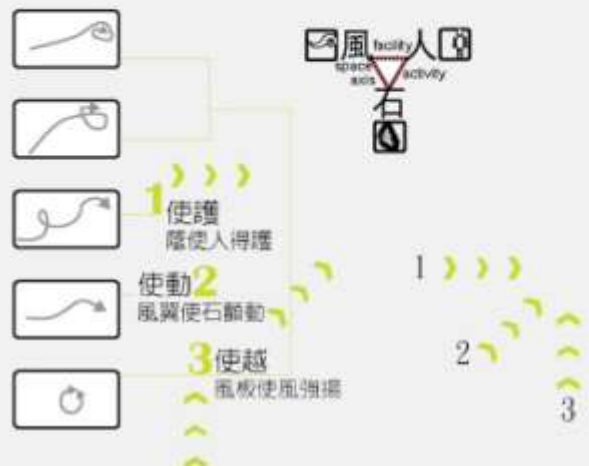 風 facility 人
space axis
activity
石
1 使護
蔭使人得護
使動 2
風翼使石顫動
3 使越
風板使風強揚
1
2
3